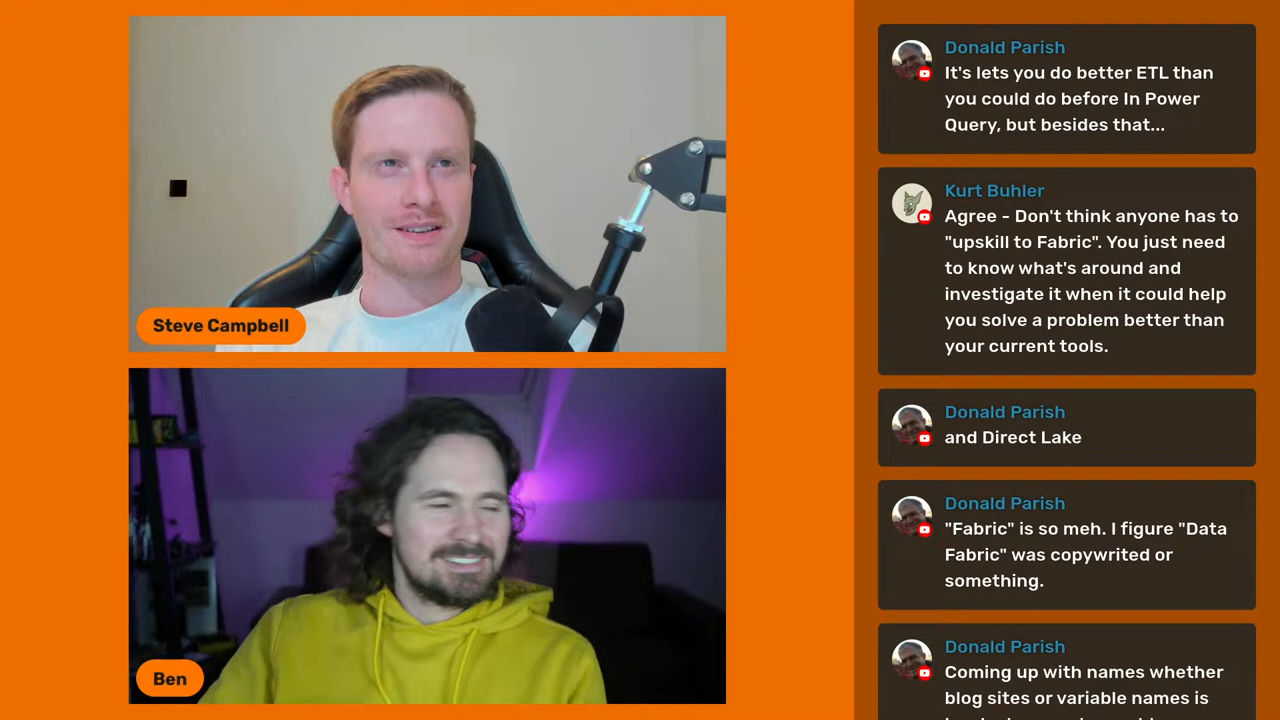 Steve Campbell
Ben
Donald Parish
It's lets you do better ETL than
you could do before In Power
Query, but besides that...
Kurt Buhler
Agree - Don't think anyone has to
"upskill to Fabric". You just need
to know what's around and
investigate it when it could help
you solve a problem better than
your current tools.
Donald Parish
and Direct Lake
Donald Parish
"Fabric" is so meh. I figure "Data
Fabric" was copywrited or
something.
Donald Parish
Coming up with names whether
blog sites or variable names is